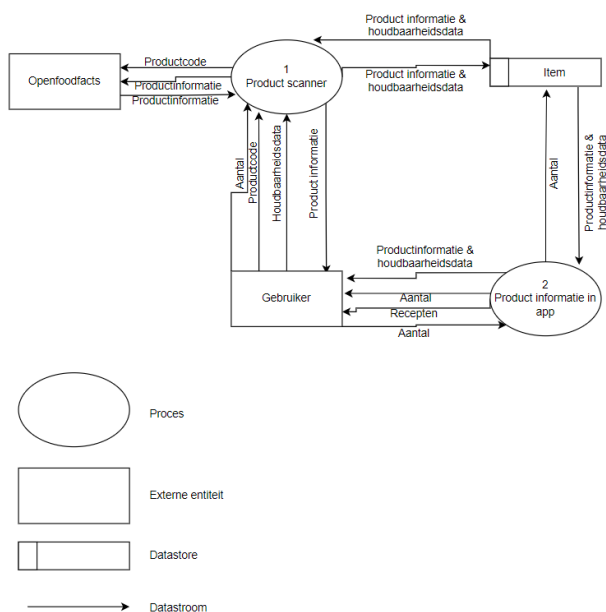 Product informatie &
houdbaarheidsdata
Productcode
1
Product scanner
Product informatie &
houdbaarheidsdata
Item
Openfoodfacts
Productinformatie
Productinformatie
Aantal
Productcode
Houdbaarheidsdata
Product informatie
Aantal
Productinformatie &
houdbaarheidsdata
Productinformatie &
houdbaarheidsdata
Gebruiker
Aantal
2
Product informatie in
app
Recepten
Aantal
Proces
Externe entiteit
Datastore
Datastroom